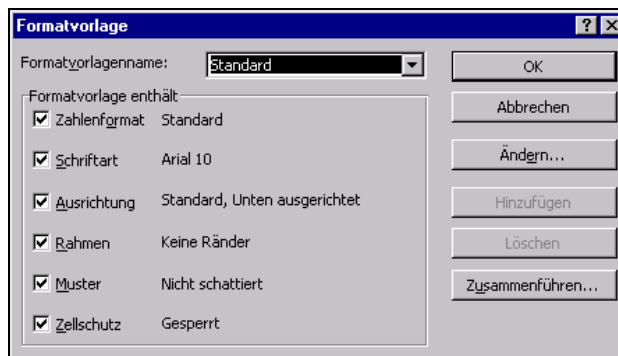 Formatvorlage
Formatvorlagenname: Standard
OK
Formatvorlage enthält
Abbrechen
Zahlenformat Standard
Schriftart Arial 10
Ändern...
Ausrichtung Standard, Unten ausgerichtet
Hinzufügen
Rahmen Keine Ränder
Löschen
Muster Nicht schattiert
Zusammenführen...
Zellschutz Gesperrt